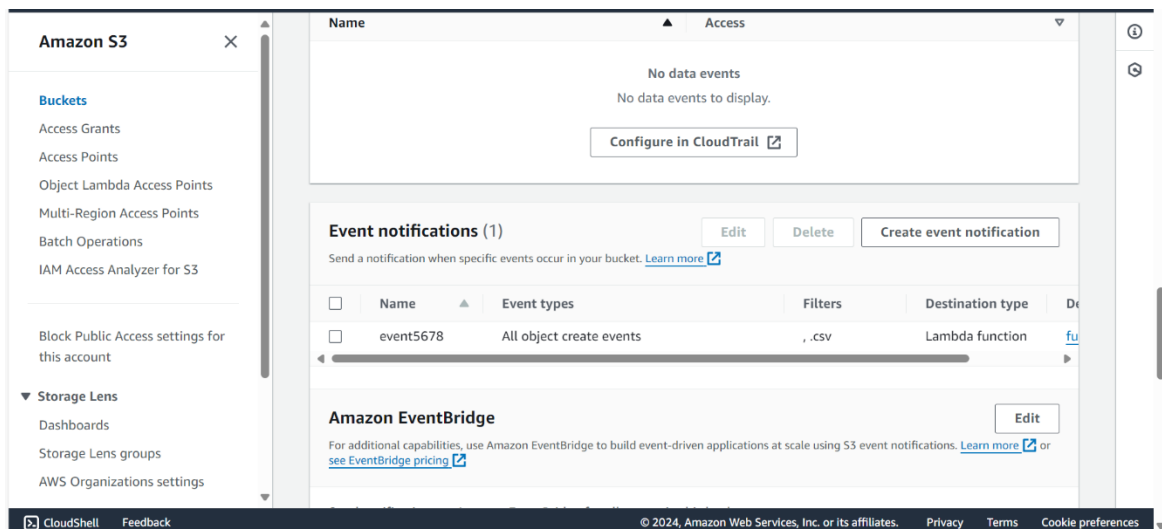 Amazon S3
Buckets
Access Grants
Access Points
Object Lambda Access Points
Multi-Region Access Points
Batch Operations
IAM Access Analyzer for S3
Block Public Access settings for
this account
Storage Lens
Dashboards
Storage Lens groups
AWS Organizations settings
Name Access
No data events
No data events to display.
Configure in CloudTrail
Event notifications (1) Edit Delete Create event notification
Send a notification when specific events occur in your bucket. Learn more
Name Event types Filters Destination type
event5678 All object create events , .csv Lambda function
Amazon EventBridge Edit
For additional capabilities, use Amazon EventBridge to build event-driven applications at scale using S3 event notifications. Learn more or
see EventBridge pricing
CloudShell Feedback © 2024, Amazon Web Services, Inc. or its affiliates. Privacy Terms Cookie preferences